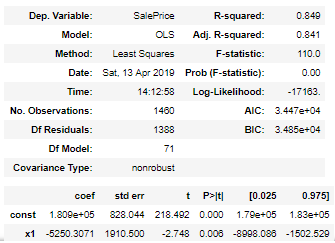 Dep. Variable: SalePrice R-squared: 0.849
Model: OLS Adj. R-squared: 0.841
Method: Least Squares F-statistic: 110.0
Date: Sat, 13 Apr 2019 Prob (F-statistic): 0.00
Time: 14:12:58 Log-Likelihood: -17163.
No. Observations: 1460 AIC: 3.447e+04
Df Residuals: 1388 BIC: 3.485e+04
Df Model: 71
Covariance Type: nonrobust
coef std err t P>|t| [0.025 0.975]
const 1.809e+05 828.044 218.492 0.000 1.79e+05 1.83e+05
x1 -5250.3071 1910.500 -2.748 0.006 -8998.086 -1502.528